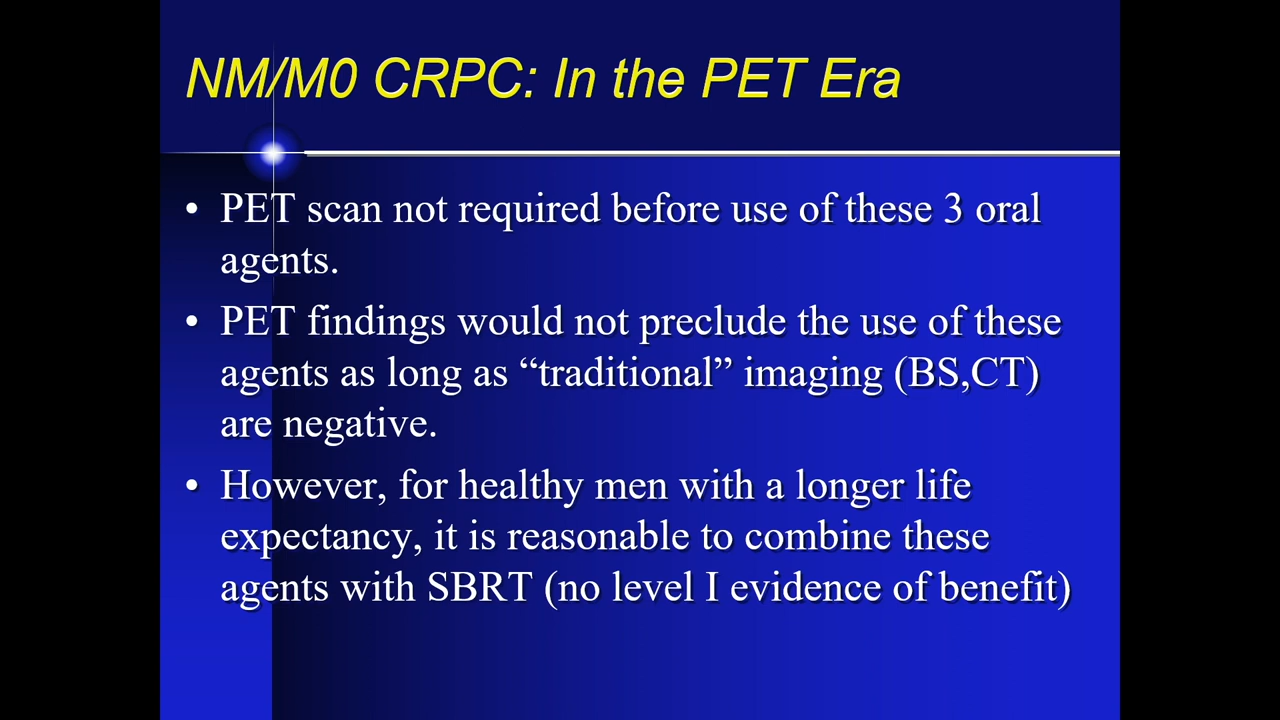 NM/M0 CRPC: In the PET Era
• PET scan not required before use of these 3 oral
agents.
• PET findings would not preclude the use of these
agents as long as “traditional” imaging (BS,CT)
are negative.
• However, for healthy men with a longer life
expectancy, it is reasonable to combine these
agents with SBRT (no level I evidence of benefit)